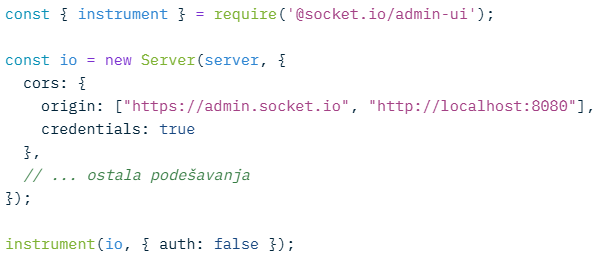 const { instrument } = require('@socket.io/admin-ui');

const io = new Server(server, {
  cors: {
    origin: ["https://admin.socket.io", "http://localhost:8080"],
    credentials: true
  },
  // ... ostala podešavanja
});

instrument(io, { auth: false });